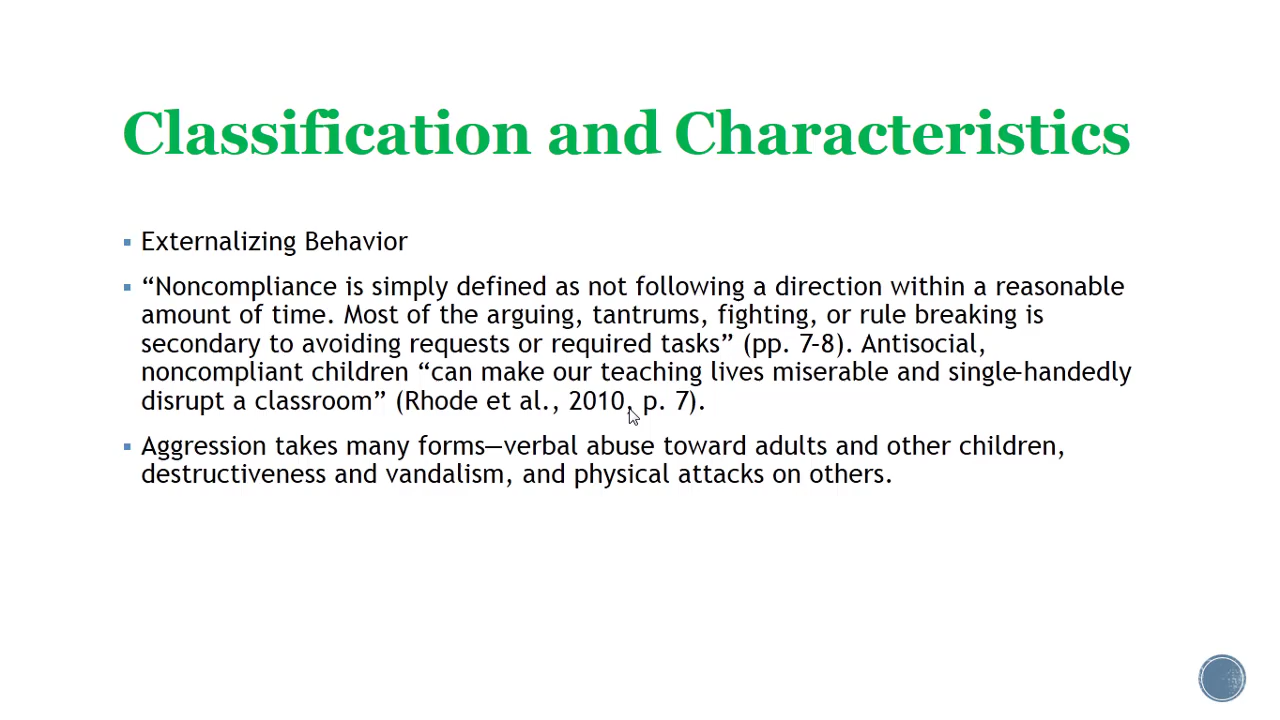 Classification and Characteristics
▪ Externalizing Behavior
▪ “Noncompliance is simply defined as not following a direction within a reasonable
amount of time. Most of the arguing, tantrums, fighting, or rule breaking is
secondary to avoiding requests or required tasks” (pp. 7-8). Antisocial,
noncompliant children “can make our teaching lives miserable and single-handedly
disrupt a classroom” (Rhode et al., 2010, p. 7).
▪ Aggression takes many forms—verbal abuse toward adults and other children,
destructiveness and vandalism, and physical attacks on others.